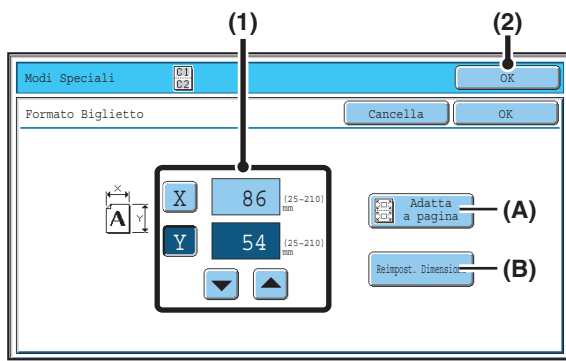 (1)
(2)
Modi Speciali
C1
C2
OK
Formato Biglietto
Cancella
OK
X
86
(25~210)
mm
X
Y
A
Y
54
(25~210)
mm
Adatta
a pagina
(A)
Reimpost. Dimensione
(B)